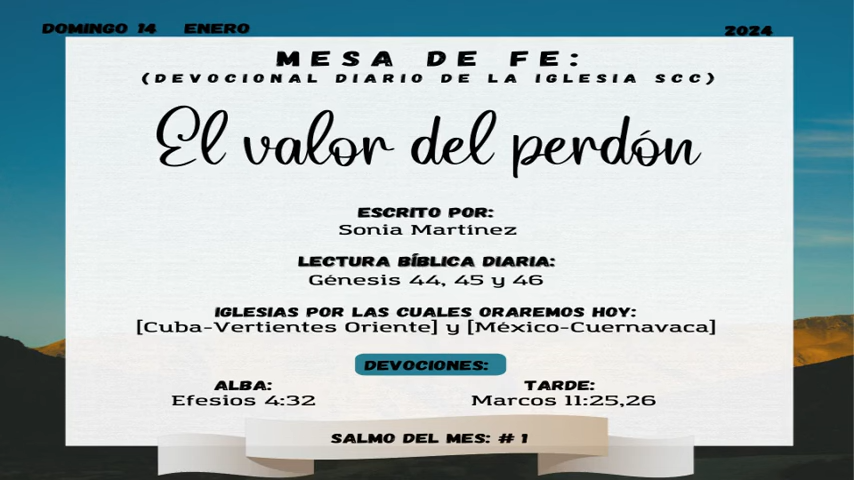 DOMINGO 14 ENERO 2024
MESA DE FE:
(DEVOCIONAL DIARIO DE LA IGLESIA SCC)
El valor del perdón
ESCRITO POR:
Sonia Martínez
LECTURA BÍBLICA DIARIA:
Génesis 44, 45 y 46
IGLESIAS POR LAS CUALES ORAREMOS HOY:
[Cuba-Vertientes Oriente] y [México-Cuernavaca]
DEVOCIONES:
ALBA: TARDE:
Efesios 4:32 Marcos 11:25,26
SALMO DEL MES: # 1